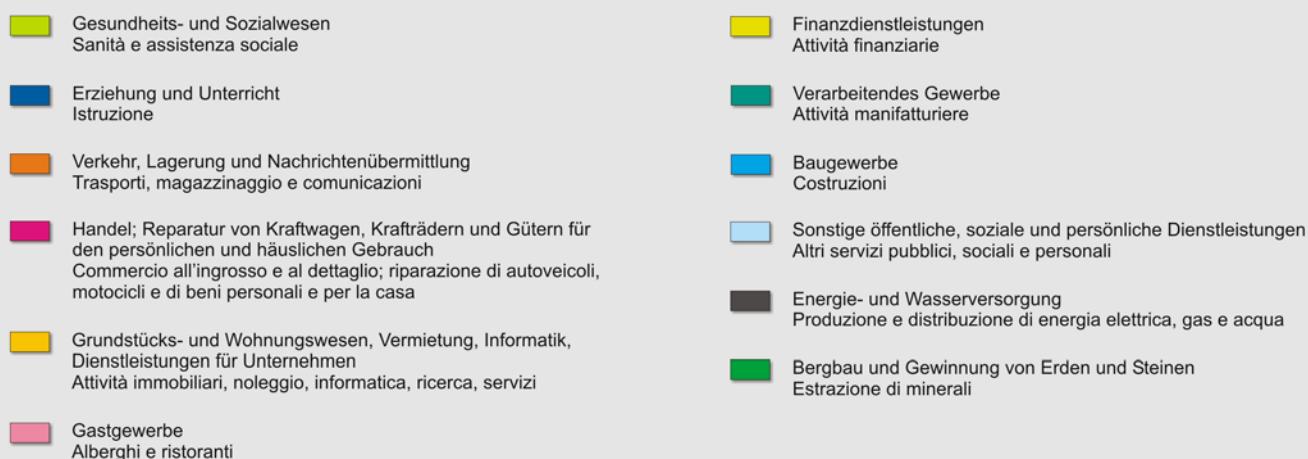 Gesundheits- und Sozialwesen
Sanità e assistenza sociale
Erziehung und Unterricht
Istruzione
Verkehr, Lagerung und Nachrichtenübermittlung
Trasporti, magazzinaggio e comunicazioni
Handel; Reparatur von Kraftwagen, Krafträdern und Gütern für
den persönlichen und häuslichen Gebrauch
Commercio all'ingrosso e al dettaglio; riparazione di autoveicoli,
motocicli e di beni personali e per la casa
Grundstücks- und Wohnungswesen, Vermietung, Informatik,
Dienstleistungen für Unternehmen
Attività immobiliari, noleggio, informatica, ricerca, servizi
Gastgewerbe
Alberghi e ristoranti
Finanzdienstleistungen
Attività finanziarie
Verarbeitendes Gewerbe
Attività manifatturiere
Baugewerbe
Costruzioni
Sonstige öffentliche, soziale und persönliche Dienstleistungen
Altri servizi pubblici, sociali e personali
Energie- und Wasserversorgung
Produzione e distribuzione di energia elettrica, gas e acqua
Bergbau und Gewinnung von Erden und Steinen
Estrazione di minerali